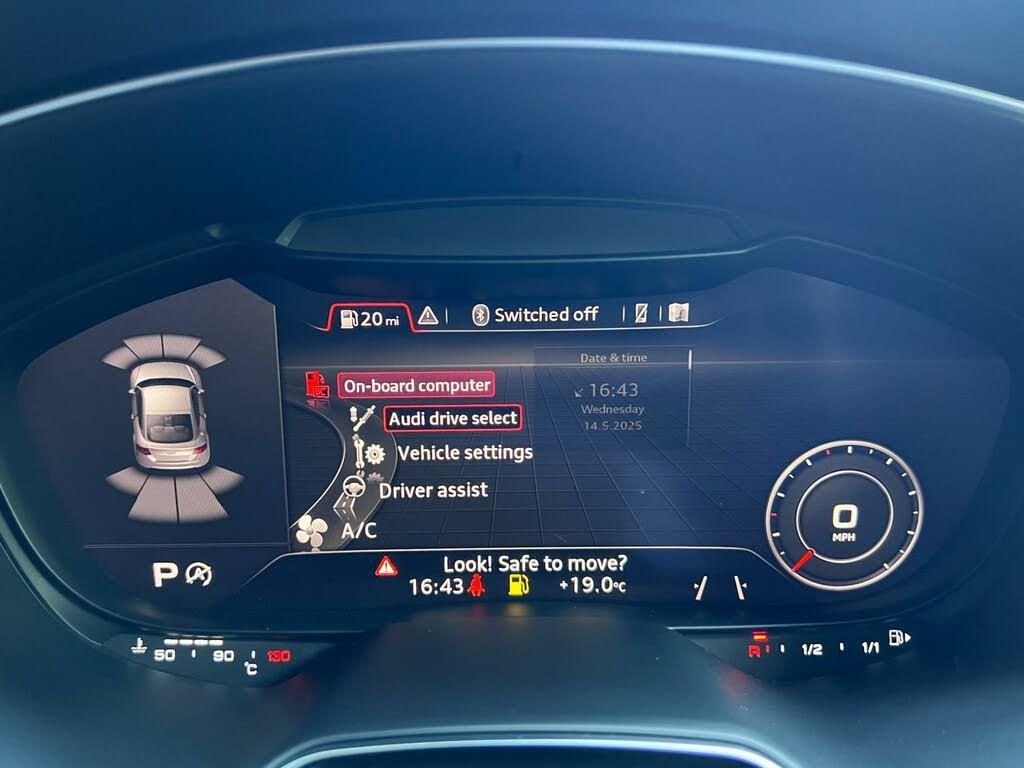 20 mi
Switched off
Date & time
On-board computer
16:43
Audi drive select
Wednesday
14.5.2025
Vehicle settings
Driver assist
A/C
0
MPH
Look! Safe to move?
P
A
16:43
+19.0°C
50
90
130
°C
R
1/2
1/1